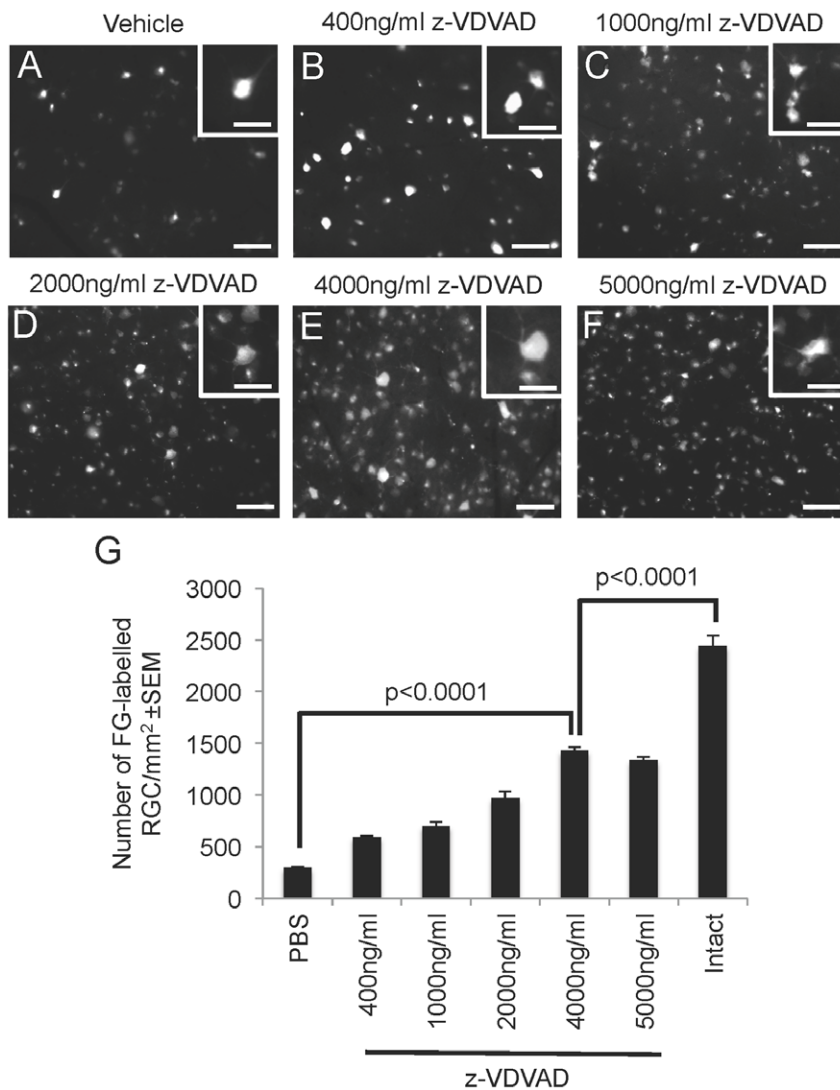 Vehicle 400ng/ml z-VDVAD 1000ng/ml z-VDVAD
A B C
2000ng/ml z-VDVAD 4000ng/ml z-VDVAD 5000ng/ml z-VDVAD
D E F
G
Number of FG-labelled
RGC/mm² ±SEM
3000
2500
2000
1500
1000
500
0
p<0.0001
p<0.0001
PBS
400ng/ml
1000ng/ml
2000ng/ml
4000ng/ml
5000ng/ml
Intact
z-VDVAD